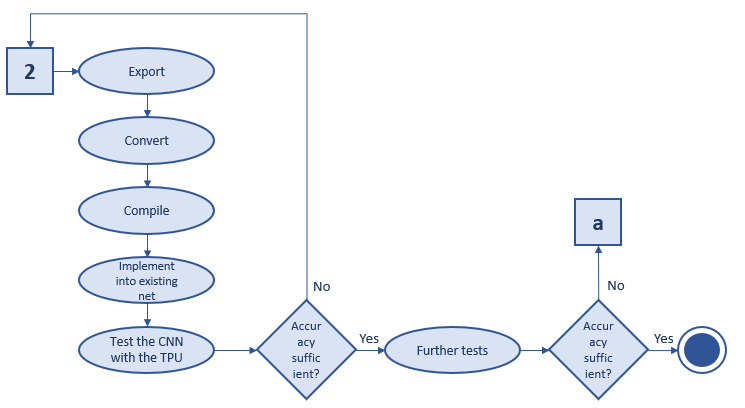 2
Export
Convert
Compile
Implement
into existing
net
Test the CNN
with the TPU
No
Accur
acy
suffic
ient?
Yes
Further tests
a
No
Accur
acy
suffic
ient?
Yes